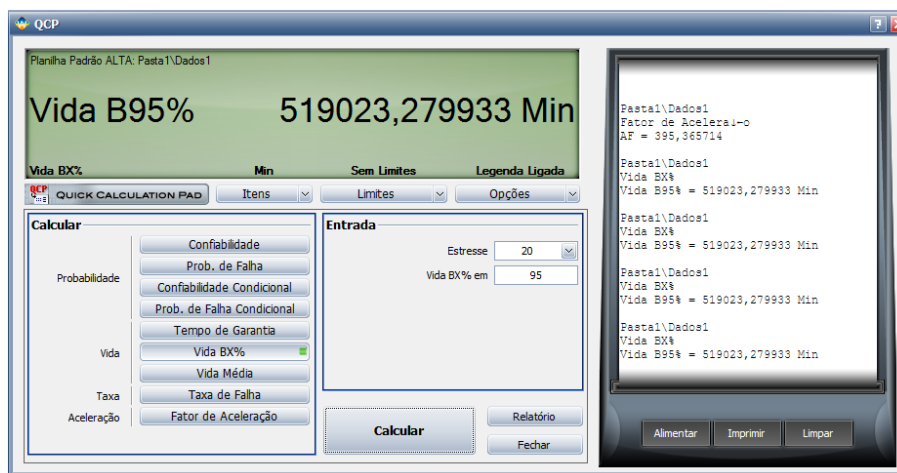 QCP
Planilha Padrão ALTA: Pasta1\Dados1
Vida B95% 519023,279933 Min
Vida BX% Min Sem Limites Legenda Ligada
QCP QUICK CALCULATION PAD Itens Limites Opções
Calcular
Probabilidade
Confiabilidade
Prob. de Falha
Confiabilidade Condicional
Prob. de Falha Condicional
Vida
Tempo de Garantia
Vida BX%
Vida Média
Taxa
Taxa de Falha
Aceleração
Fator de Aceleração
Entrada
Estresse 20
Vida BX% em 95
Calcular
Relatório
Fechar
Pasta1\Dados1
Fator de Acelera↓←o
AF = 395,365714
Pasta1\Dados1
Vida BX%
Vida B95% = 519023,279933 Min
Pasta1\Dados1
Vida BX%
Vida B95% = 519023,279933 Min
Pasta1\Dados1
Vida BX%
Vida B95% = 519023,279933 Min
Pasta1\Dados1
Vida BX%
Vida B95% = 519023,279933 Min
Alimentar Imprimir Limpar